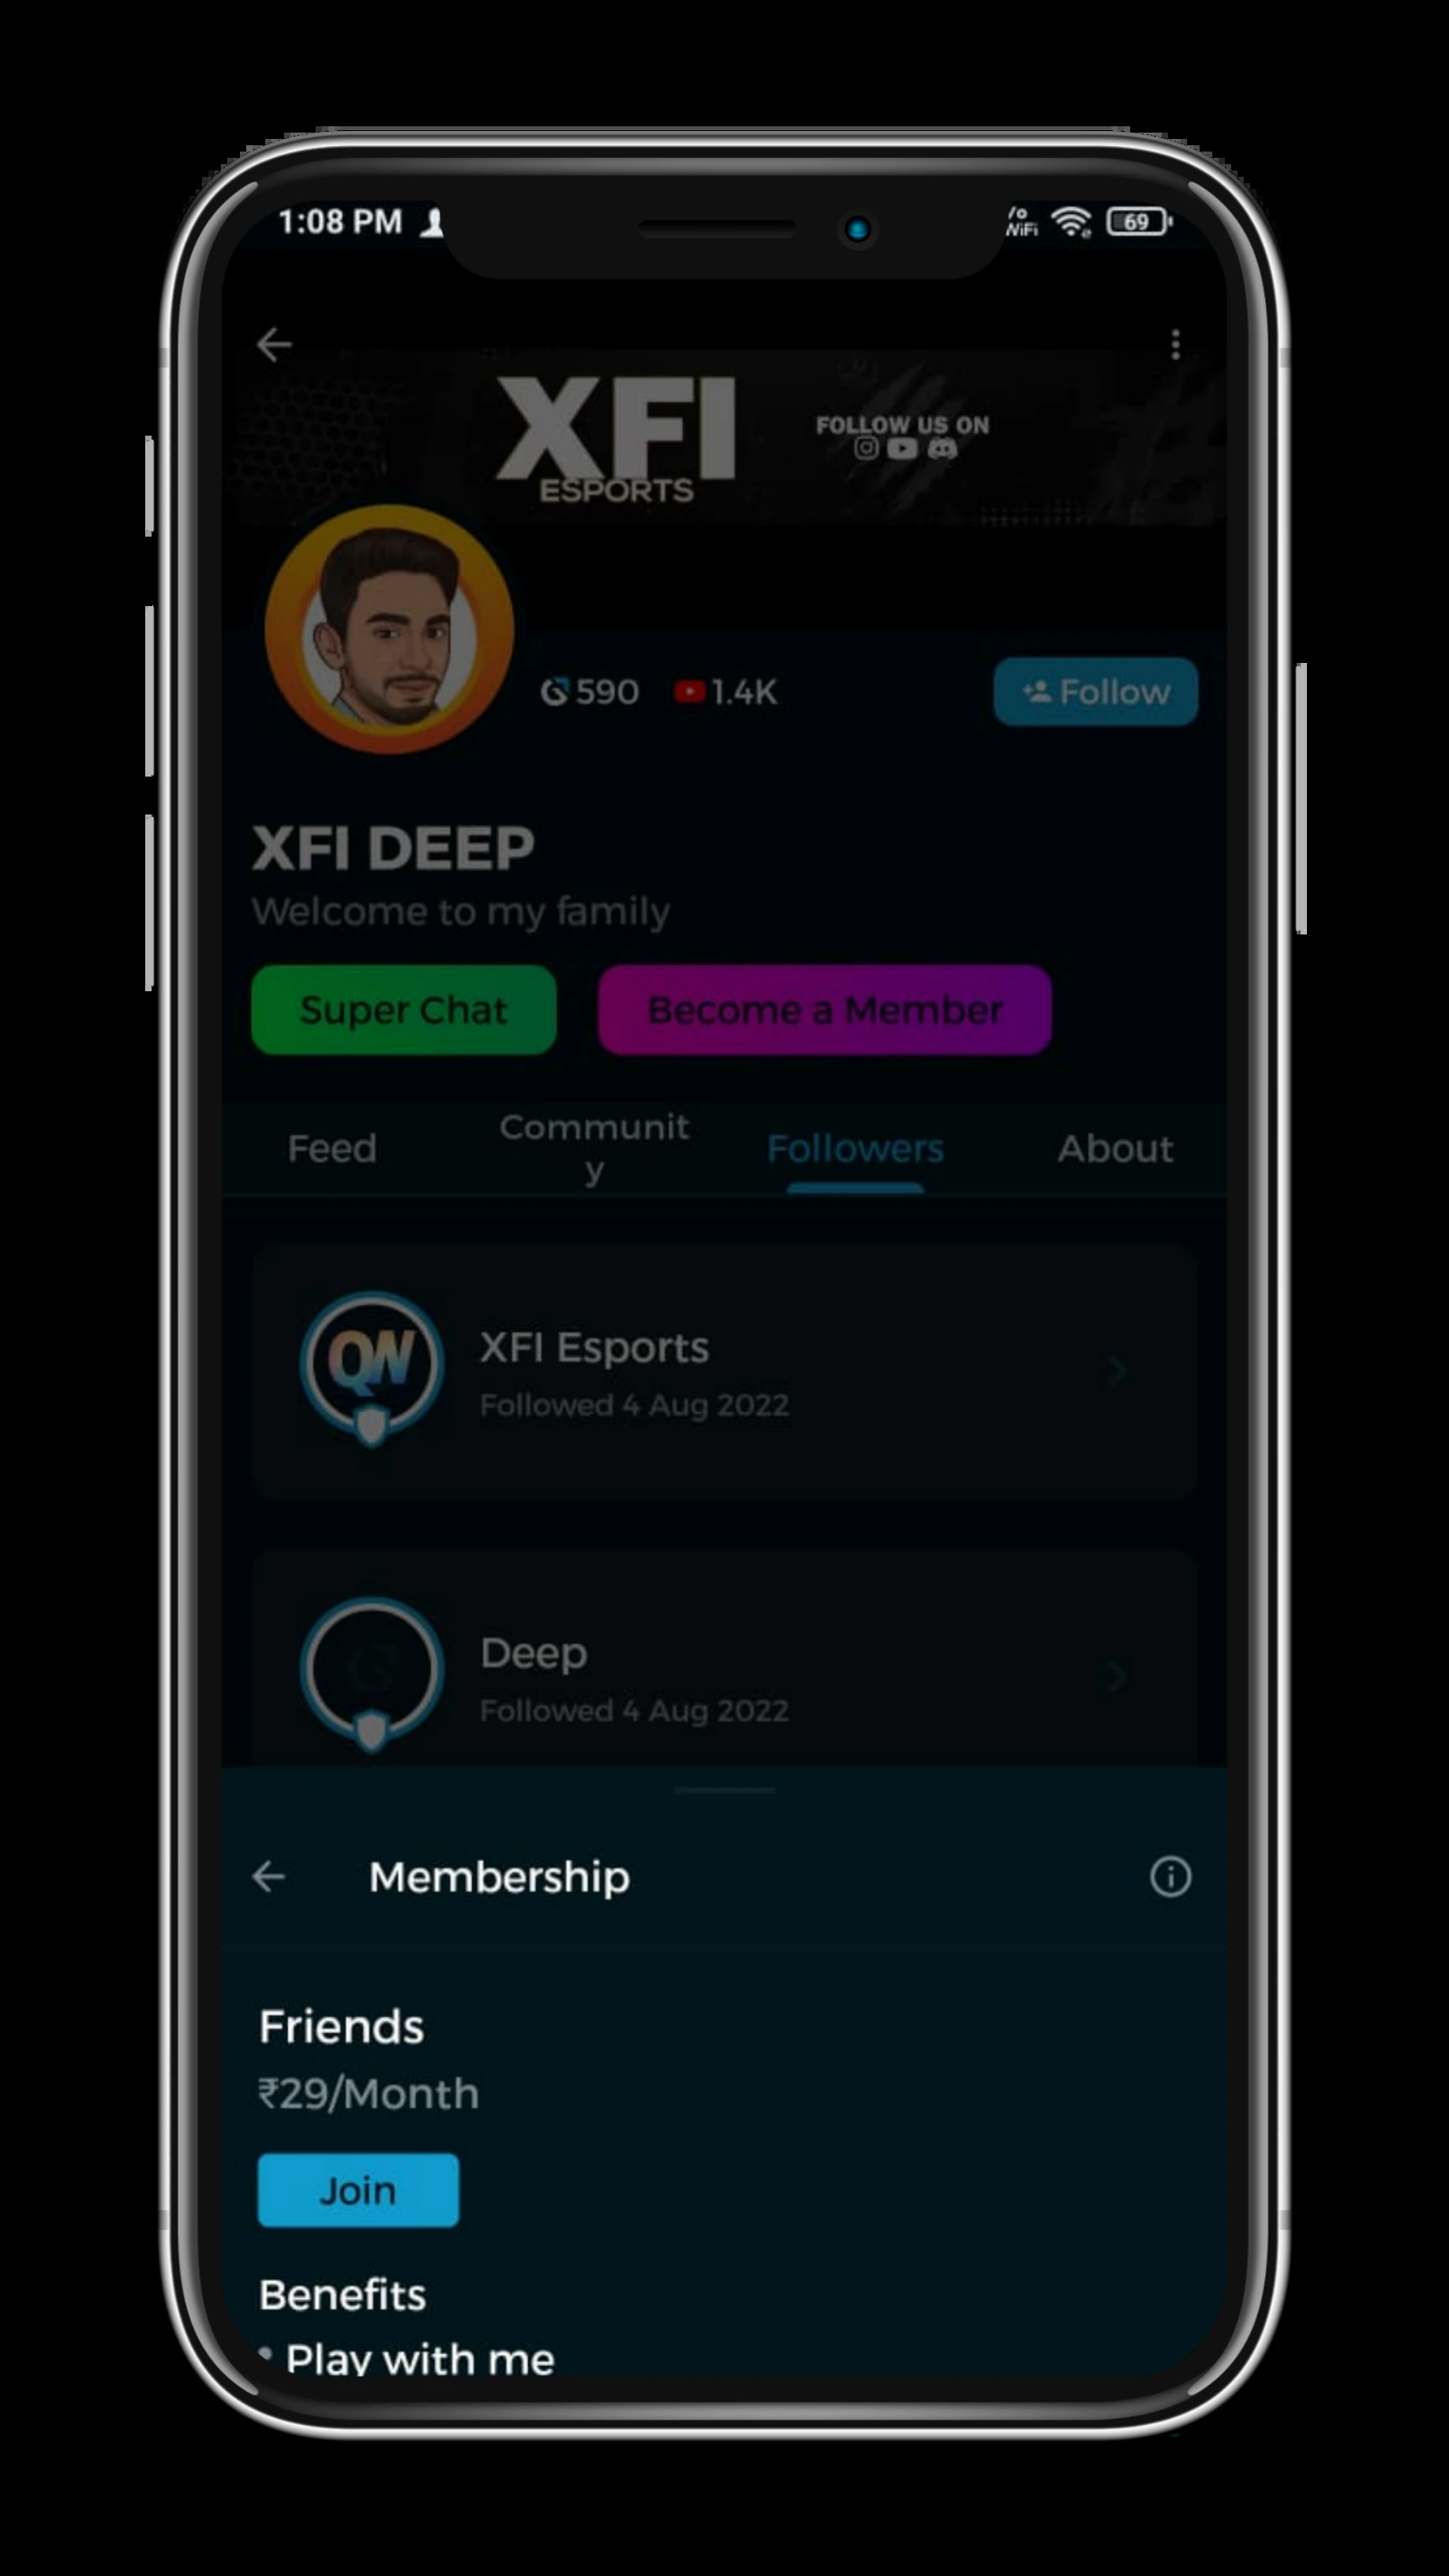 1:08 PM
WiFi
69
XFI
ESPORTS
FOLLOW US ON
590
1.4K
Follow
XFI DEEP
Welcome to my family
Super Chat
Become a Member
Feed
Communit
y
Followers
About
QW
XFI Esports
Followed 4 Aug 2022
Deep
Followed 4 Aug 2022
Membership
Friends
₹29/Month
Join
Benefits
• Play with me